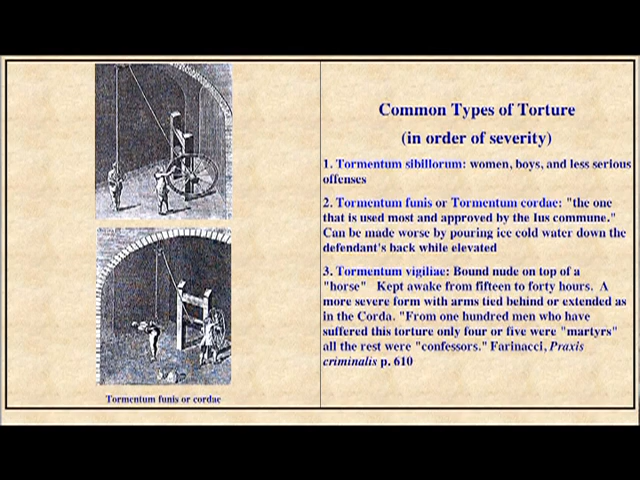 Common Types of Torture
(in order of severity)
1. Tormentum sibillorum: women, boys, and less serious
offenses
2. Tormentum funis or Tormentum cordae: "the one
that is used most and approved by the Ius commune."
Can be made worse by pouring ice cold water down the
defendant's back while elevated
3. Tormentum vigiliae: Bound nude on top of a
"horse" Kept awake from fifteen to forty hours. A
more severe form with arms tied behind or extended as
in the Corda. "From one hundred men who have
suffered this torture only four or five were "martyrs"
all the rest were "confessors." Farinacci, Praxis
criminalis p. 610
Tormentum funis or cordae